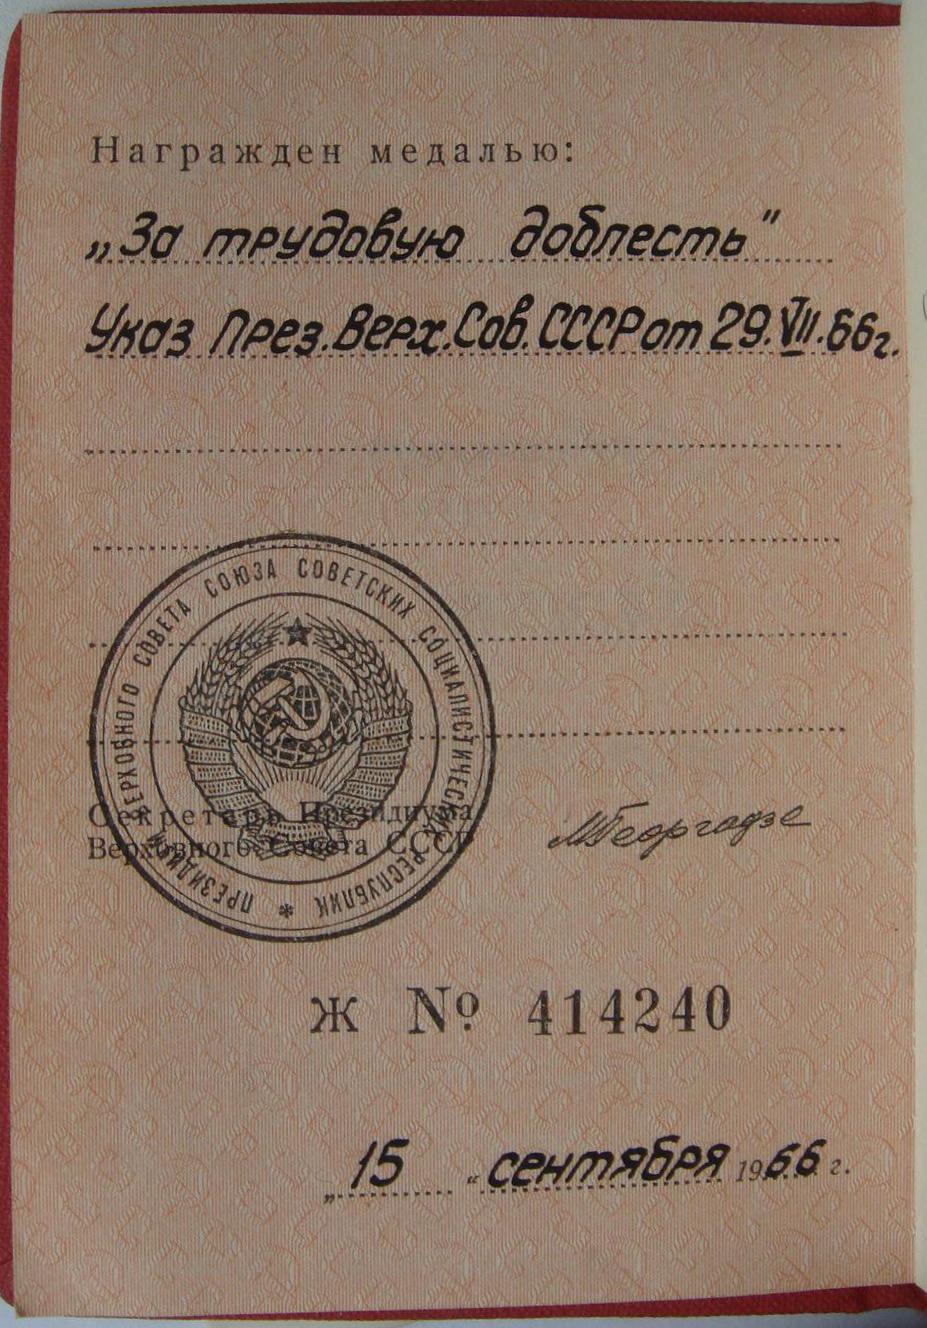 Награжден медалью:
„За трудовую доблесть"
Указ През.Верх.Сов.СССР от 29.VII.66г.
ПРЕЗИДИУМ ВЕРХОВНОГО СОВЕТА СОЮЗА СОВЕТСКИХ СОЦИАЛИСТИЧЕСКИХ РЕСПУБЛИК *
Секретарь Президиума
Верховного Совета СССР
МГеоргадзе
Ж № 414240
„15 “ сентября 1966 г.